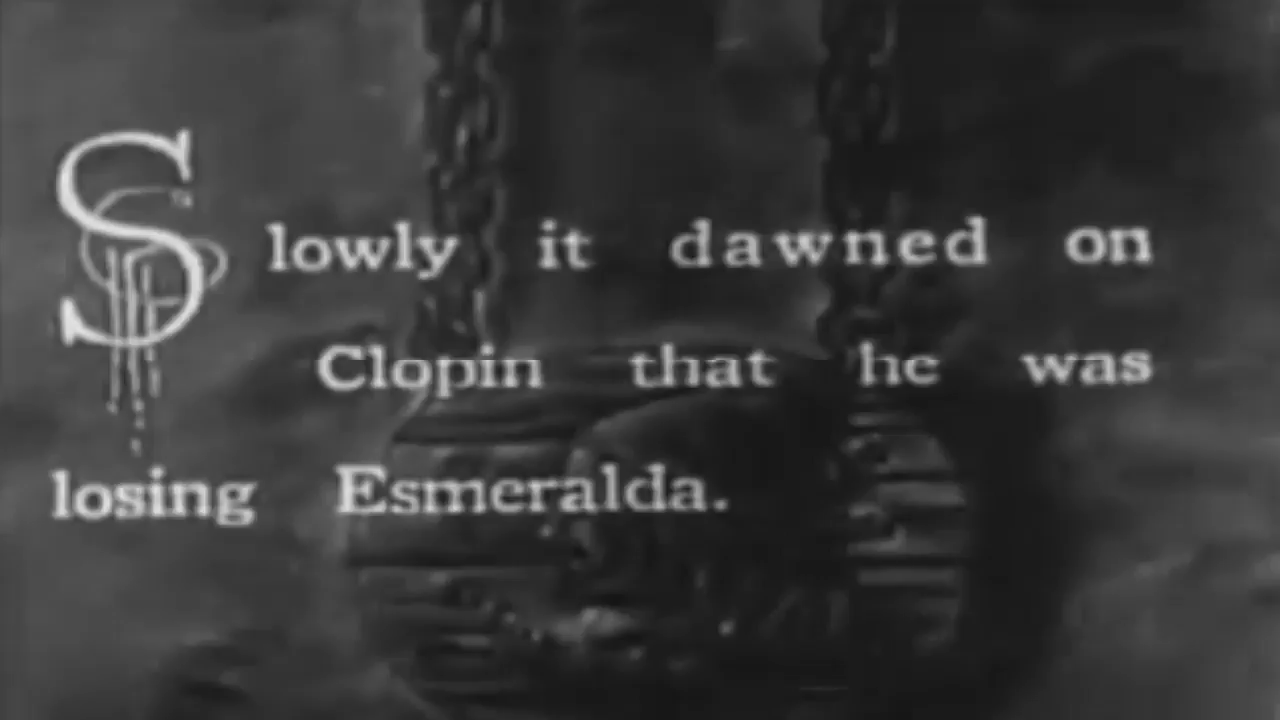 Slowly it dawned on
Clopin that he was
losing Esmeralda.